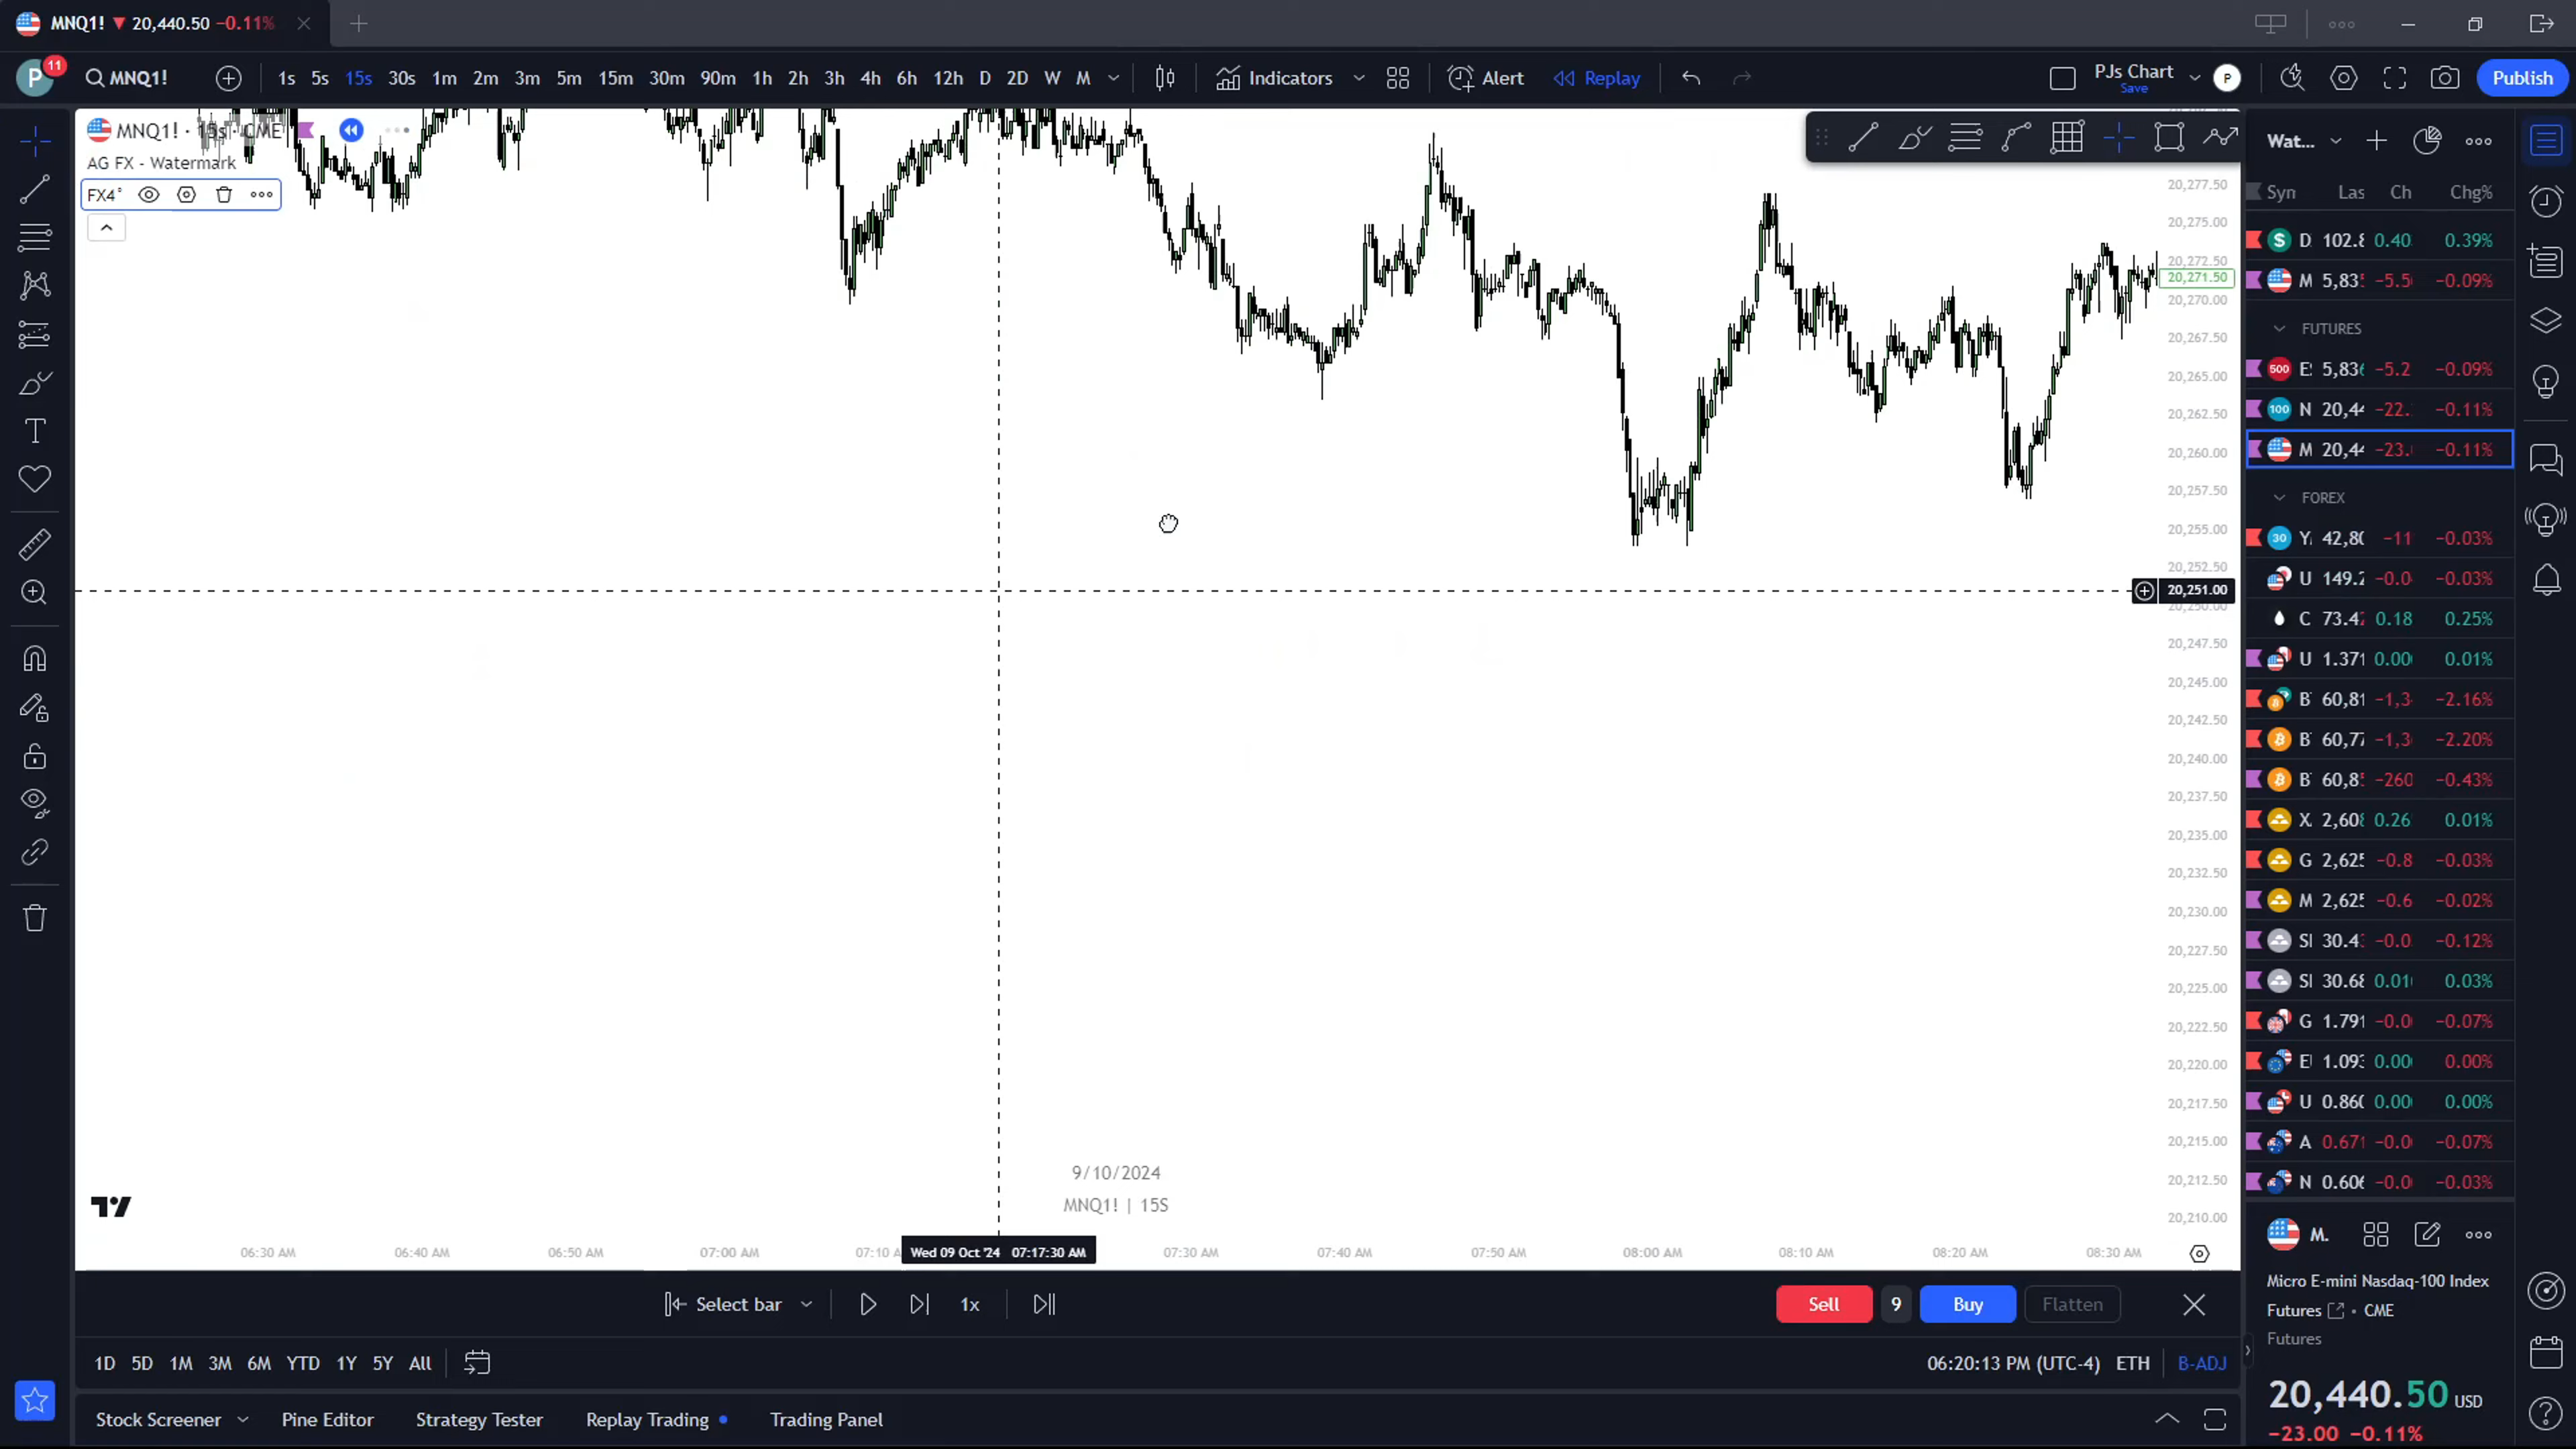 MNQ1! ▼ 20,440.50 −0.11%
P 11 MNQ1! 1s 5s 15s 30s 1m 2m 3m 5m 15m 30m 90m 1h 2h 3h 4h 6h 12h D 2D W M Indicators Alert Replay PJs Chart Save P Publish
MNQ1! · 15s · CME
AG FX - Watermark
FX4°
20,277.50
20,275.00
20,272.50
20,271.50
20,270.00
20,267.50
20,265.00
20,262.50
20,260.00
20,257.50
20,255.00
20,252.50
20,251.00
20,250.00
20,247.50
20,245.00
20,242.50
20,240.00
20,237.50
20,235.00
20,232.50
20,230.00
20,227.50
20,225.00
20,222.50
20,220.00
20,217.50
20,215.00
20,212.50
20,210.00
9/10/2024
MNQ1! | 15S
06:30 AM 06:40 AM 06:50 AM 07:00 AM 07:10 A Wed 09 Oct '24 07:17:30 AM 07:30 AM 07:40 AM 07:50 AM 08:00 AM 08:10 AM 08:20 AM 08:30 AM
Select bar 1x Sell 9 Buy Flatten
1D 5D 1M 3M 6M YTD 1Y 5Y All 06:20:13 PM (UTC-4) ETH B-ADJ
Stock Screener Pine Editor Strategy Tester Replay Trading Trading Panel
Wat...
Syn Las Ch Chg%
D 102.8 0.40 0.39%
M 5,83 −5.5 −0.09%
FUTURES
500 E 5,836 −5.2 −0.09%
100 N 20,44 −22. −0.11%
M 20,44 −23. −0.11%
FOREX
30 Y 42,80 −11 −0.03%
U 149.2 −0.0 −0.03%
C 73.42 0.18 0.25%
U 1.371 0.00 0.01%
B 60,81 −1,3 −2.16%
B 60,77 −1,3 −2.20%
B 60,85 −260 −0.43%
X 2,608 0.26 0.01%
G 2,625 −0.8 −0.03%
M 2,625 −0.6 −0.02%
SI 30.43 −0.0 −0.12%
SI 30.68 0.01 0.03%
G 1.791 −0.0 −0.07%
E 1.093 0.00 0.00%
U 0.860 0.00 0.00%
A 0.671 −0.0 −0.07%
N 0.606 −0.0 −0.03%
M.
Micro E-mini Nasdaq-100 Index
Futures • CME
Futures
20,440.50 USD
−23.00 −0.11%